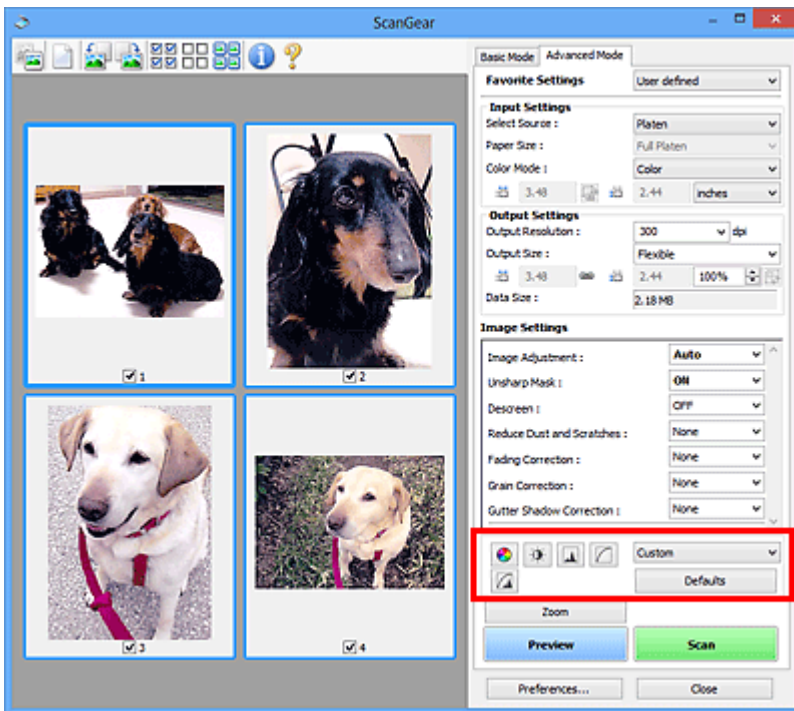 ScanGear
Basic Mode Advanced Mode
Favorite Settings User defined
Input Settings
Select Source : Platen
Paper Size : Full Platen
Color Mode : Color
3.48 2.44 inches
Output Settings
Output Resolution : 300 dpi
Output Size : Flexible
3.48 2.44 100%
Data Size : 2.18 MB
Image Settings
Image Adjustment : Auto
Unsharp Mask : ON
Descreen : OFF
Reduce Dust and Scratches : None
Fading Correction : None
Grain Correction : None
Gutter Shadow Correction : None
Custom
Defaults
Zoom
Preview Scan
Preferences... Close
1
2
3
4